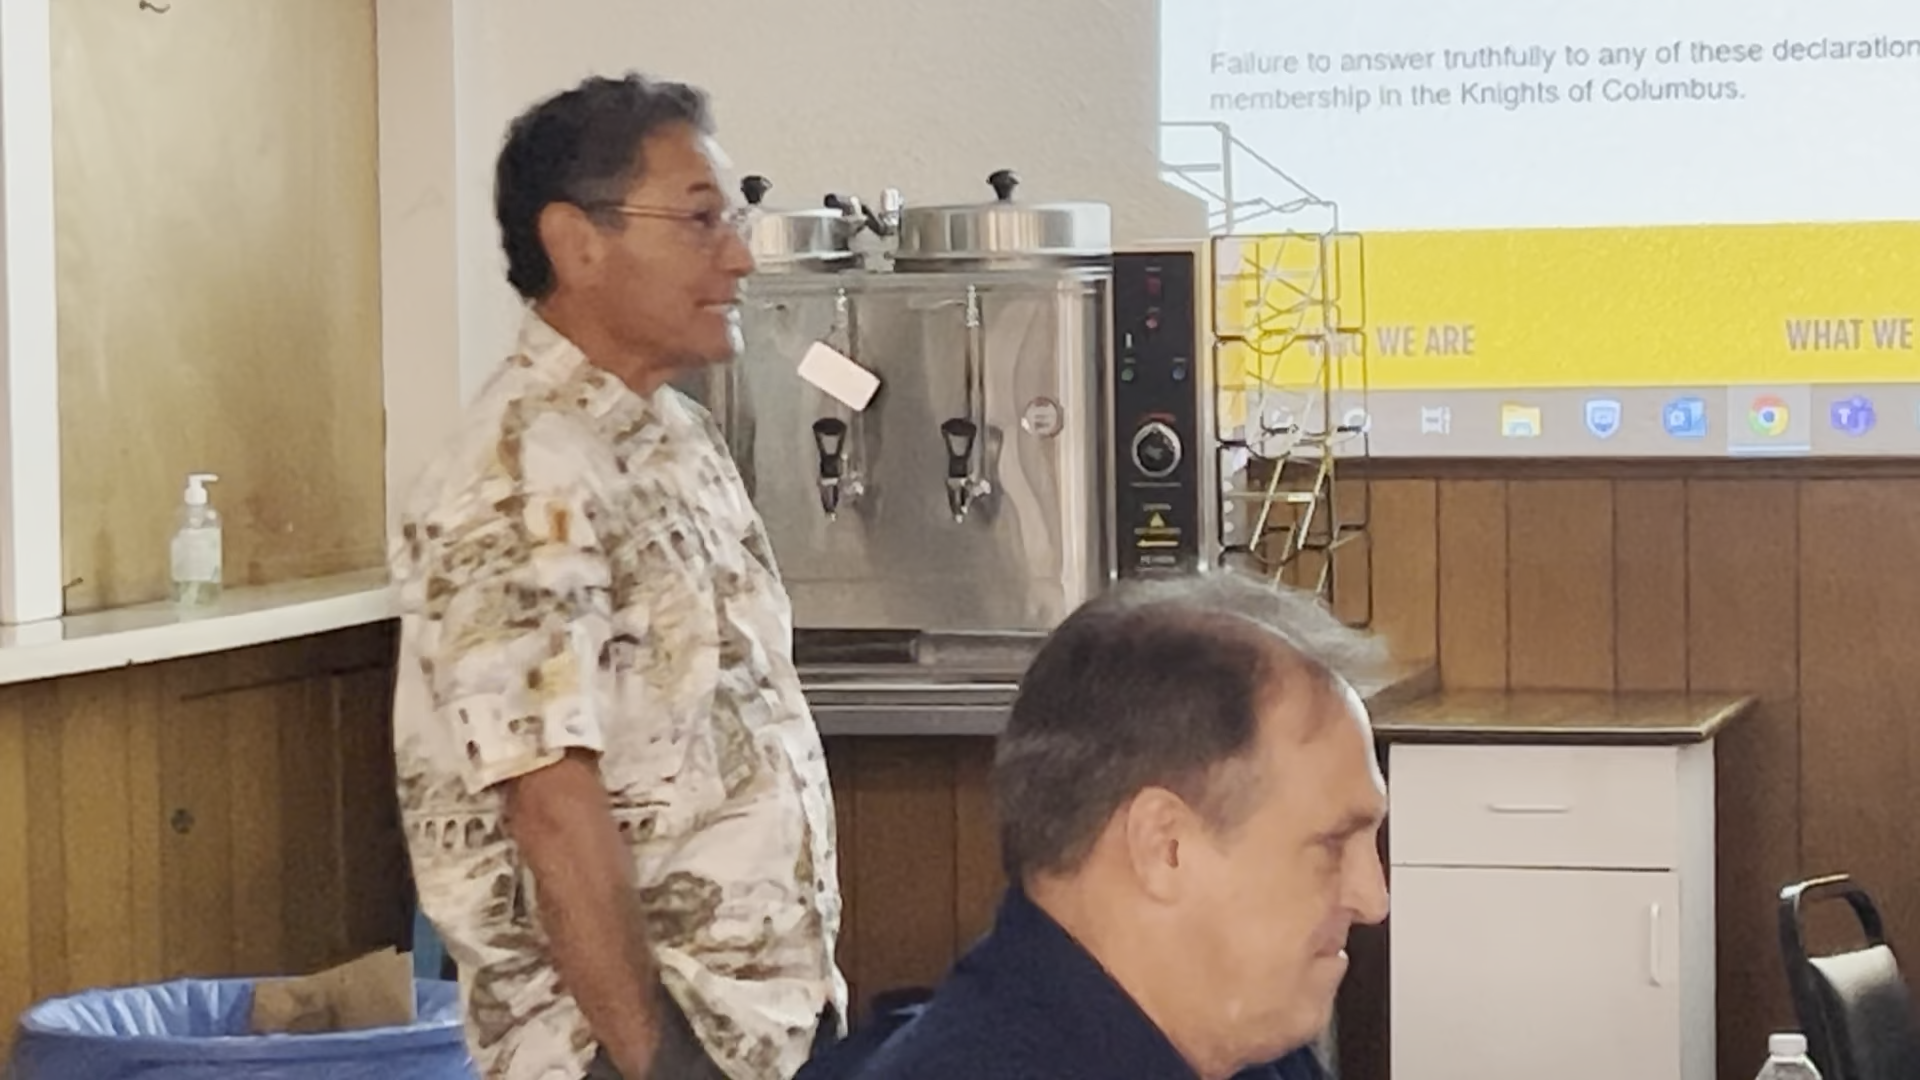 Failure to answer truthfully to any of these declaration
membership in the Knights of Columbus.
WE ARE
WHAT WE